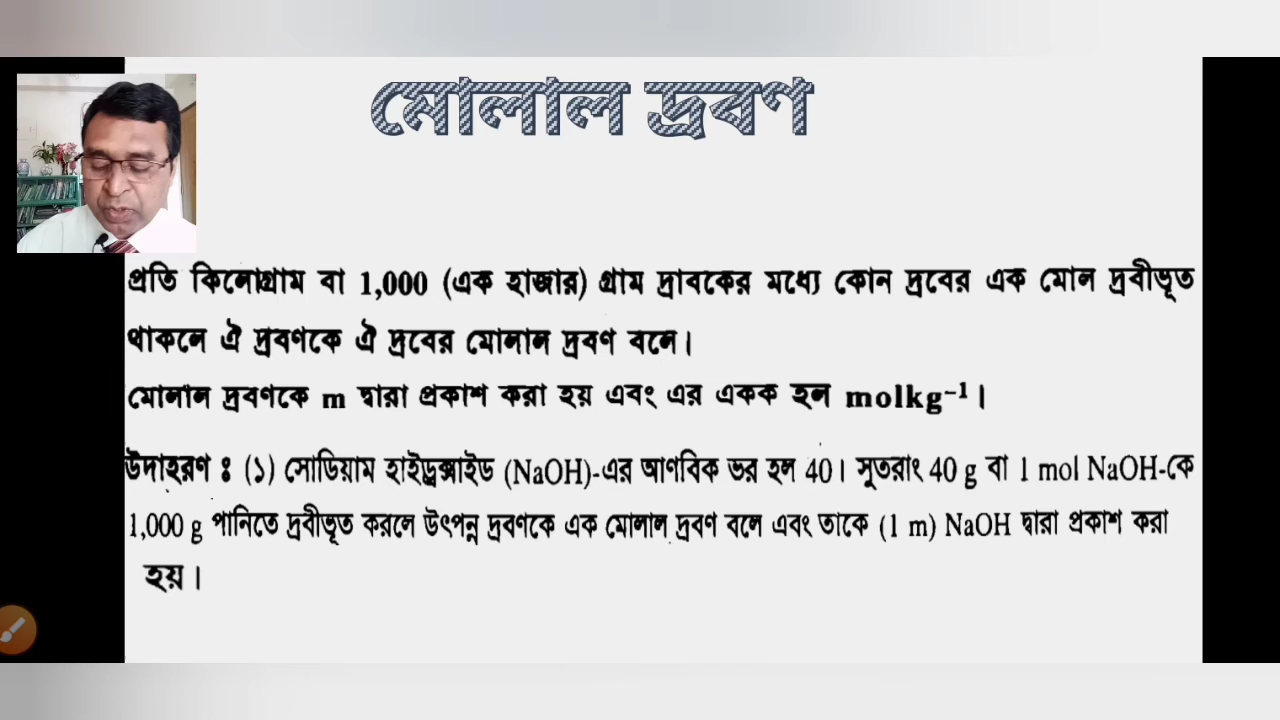 মোলাল দ্রবণ
প্রতি কিলোগ্রাম বা 1,000 (এক হাজার) গ্রাম দ্রাবকের মধ্যে কোন দ্রবের এক মোল দ্রবীভূত
থাকলে ঐ দ্রবণকে ঐ দ্রবের মোলাল দ্রবণ বলে।
মোলাল দ্রবণকে m দ্বারা প্রকাশ করা হয় এবং এর একক হল molkg⁻¹।
উদাহরণ ঃ (১) সোডিয়াম হাইড্রক্সাইড (NaOH)-এর আণবিক ভর হল 40। সুতরাং 40 g বা 1 mol NaOH-কে
1,000 g পানিতে দ্রবীভূত করলে উৎপন্ন দ্রবণকে এক মোলাল দ্রবণ বলে এবং তাকে (1 m) NaOH দ্বারা প্রকাশ করা
হয়।